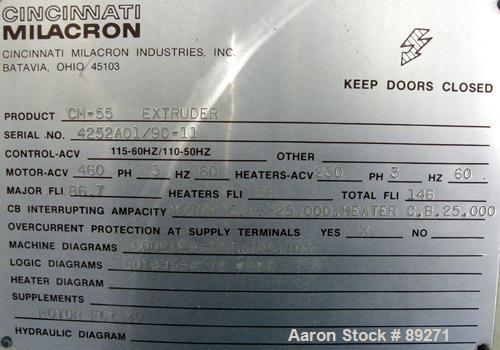 CINCINNATI
MILACRON
CINCINNATI MILACRON INDUSTRIES, INC.
BATAVIA, OHIO 45103
KEEP DOORS CLOSED
PRODUCT CM-55 EXTRUDER
SERIAL NO. 4252A01/90-11
CONTROL-ACV 115-60HZ/110-50HZ OTHER
MOTOR-ACV 460 PH 3 HZ 60 HEATERS-ACV 230 PH 3 HZ 60
MAJOR FLI 86.7 HEATERS FLI TOTAL FLI 146
CB INTERRUPTING AMPACITY MOTOR C.B.-25,000, HEATER C.B.25,000
OVERCURRENT PROTECTION AT SUPPLY TERMINALS YES X NO
MACHINE DIAGRAMS
LOGIC DIAGRAMS
HEATER DIAGRAM
SUPPLEMENTS
MOTOR FLT 79
HYDRAULIC DIAGRAM
Aaron Stock # 89271